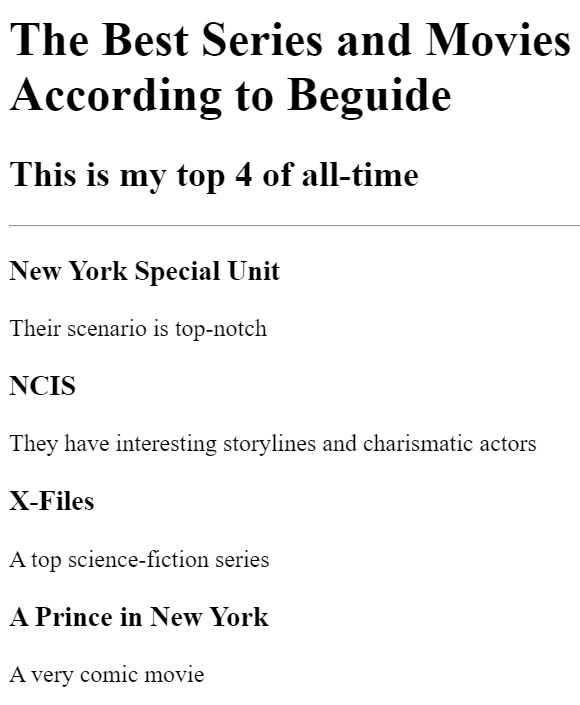 The Best Series and Movies
According to Beguide
This is my top 4 of all-time
New York Special Unit
Their scenario is top-notch
NCIS
They have interesting storylines and charismatic actors
X-Files
A top science-fiction series
A Prince in New York
A very comic movie